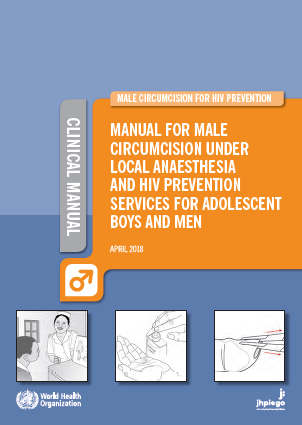 MALE CIRCUMCISION FOR HIV PREVENTION
CLINICAL MANUAL
MANUAL FOR MALE
CIRCUMCISION UNDER
LOCAL ANAESTHESIA
AND HIV PREVENTION
SERVICES FOR ADOLESCENT
BOYS AND MEN
APRIL 2018
World Health
Organization
jhpiego